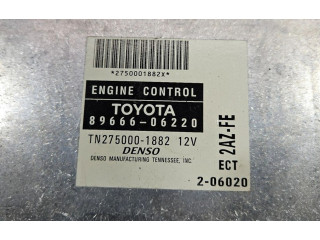 *2750001882X*
ENGINE CONTROL
TOYOTA
89666-06220
TN275000-1882 12V
DENSO
DENSO MANUFACTURING TENNESSEE, INC.
2AZ-FE
ECT
2-06020